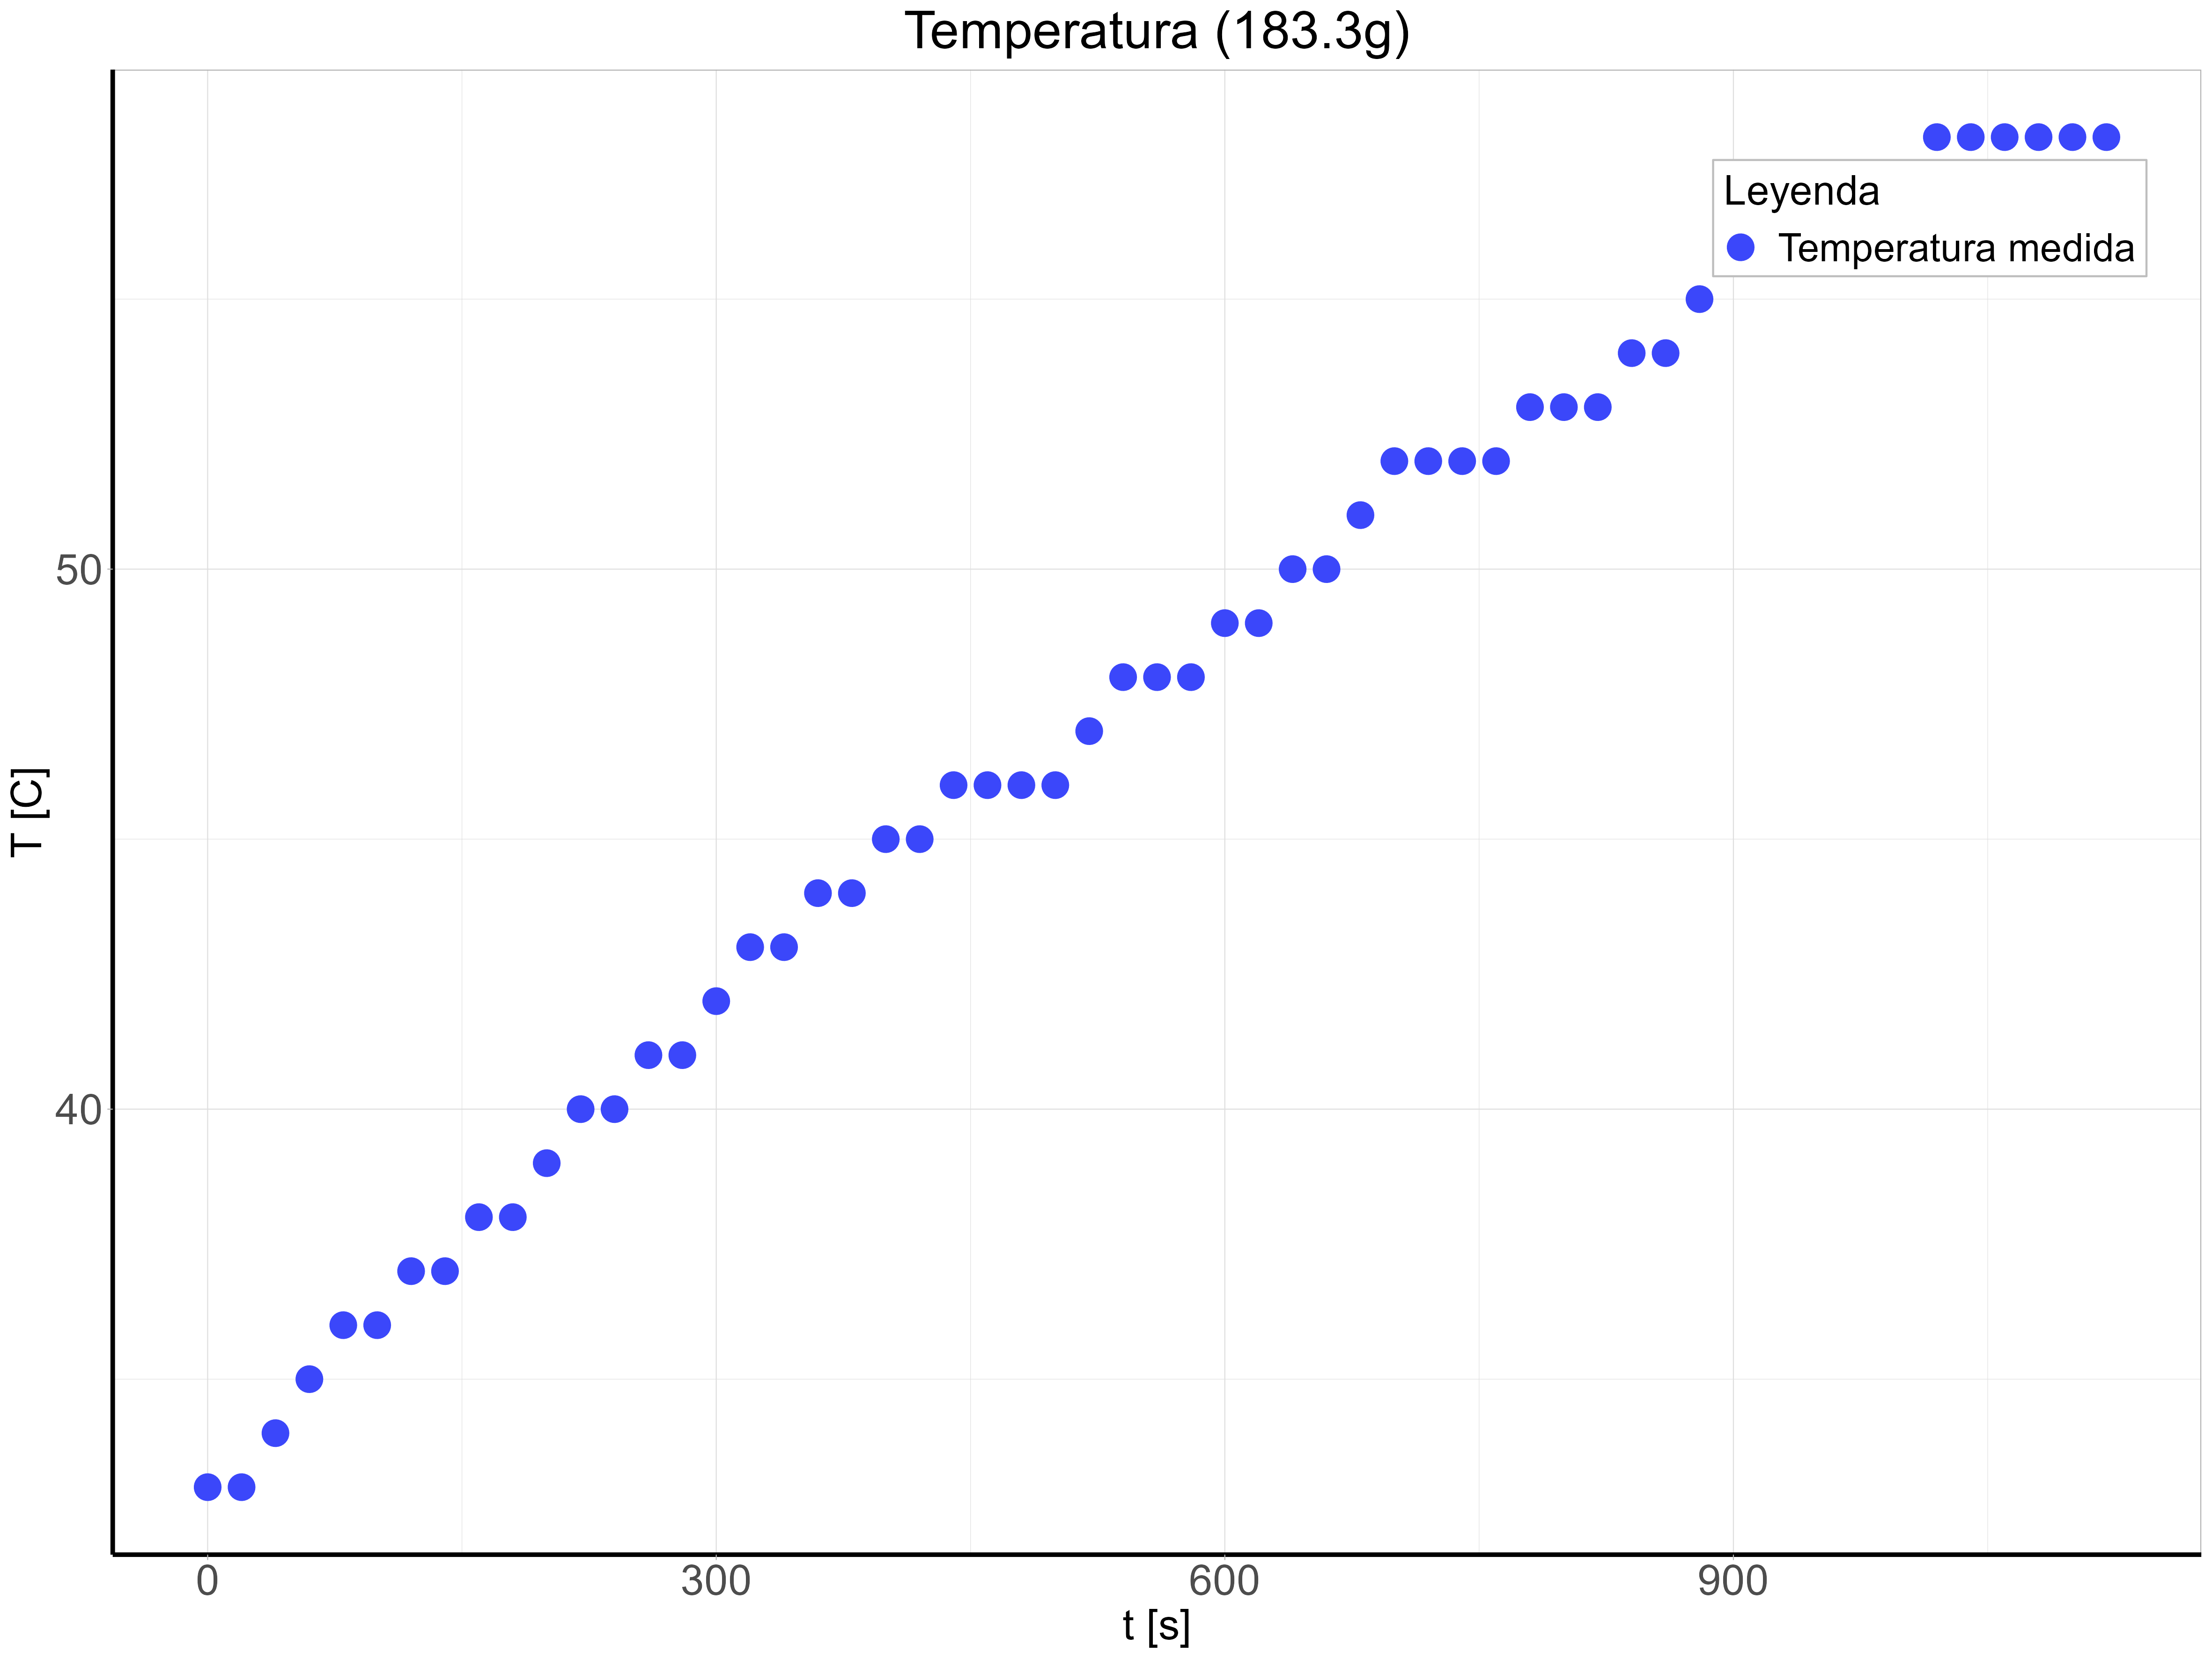 Temperatura (183.3g)
Leyenda
Temperatura medida
50
40
T [C]
0
300
600
900
t [s]